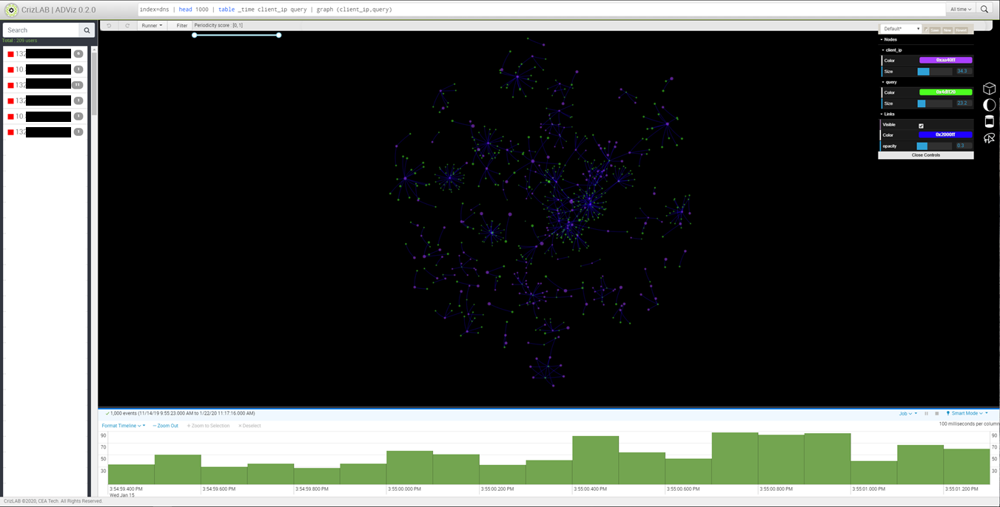 CrizLAB | ADViz 0.2.0
index=dns | head 1000 | table _time client_ip query | graph (client_ip,query)
All time
Search
Total : 209 users
132 6
10. 1
132 11
132 1
10. 1
132 1
Runner
Filter
Periodicity score : [0, 1]
Default*
Nodes
client_ip
Color 0xaa40ff
Size 34.3
query
Color 0x4dff20
Size 23.2
Links
Visible
Color 0x2000ff
opacity 0.3
Close Controls
1,000 events (11/14/19 9:55:23.000 AM to 1/22/20 11:17:16.000 AM)
Job
Smart Mode
Format Timeline
— Zoom Out
+ Zoom to Selection
× Deselect
100 milliseconds per column
90 90
70 70
50 50
30 30
3:54:59.400 PM
Wed Jan 15
3:54:59.600 PM
3:54:59.800 PM
3:55:00.000 PM
3:55:00.200 PM
3:55:00.400 PM
3:55:00.600 PM
3:55:00.800 PM
3:55:01.000 PM
3:55:01.200 PM
CrizLAB ©2020, CEA Tech. All Rights Reserved.